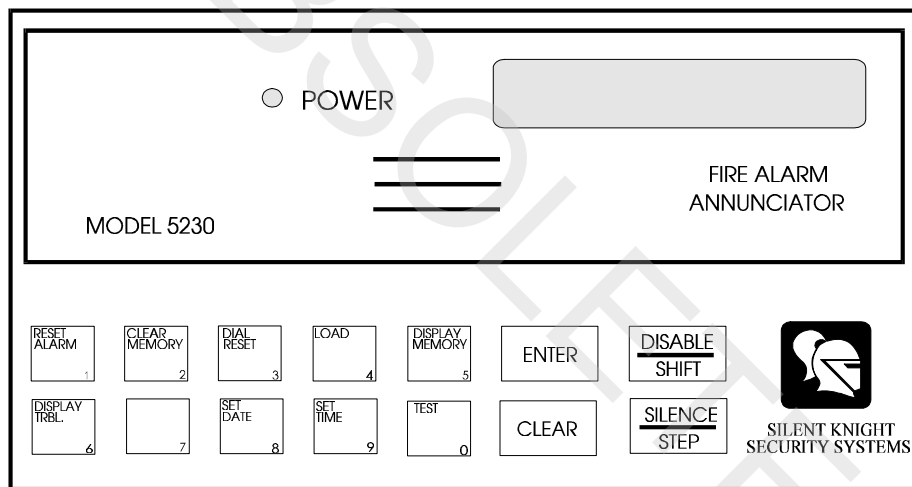 POWER
FIRE ALARM
ANNUNCIATOR
MODEL 5230
RESET
ALARM
1
CLEAR
MEMORY
2
DIAL
RESET
3
LOAD
4
DISPLAY
MEMORY
5
ENTER
DISABLE
SHIFT
DISPLAY
TRBL.
6
7
SET
DATE
8
SET
TIME
9
TEST
0
CLEAR
SILENCE
STEP
SILENT KNIGHT
SECURITY SYSTEMS